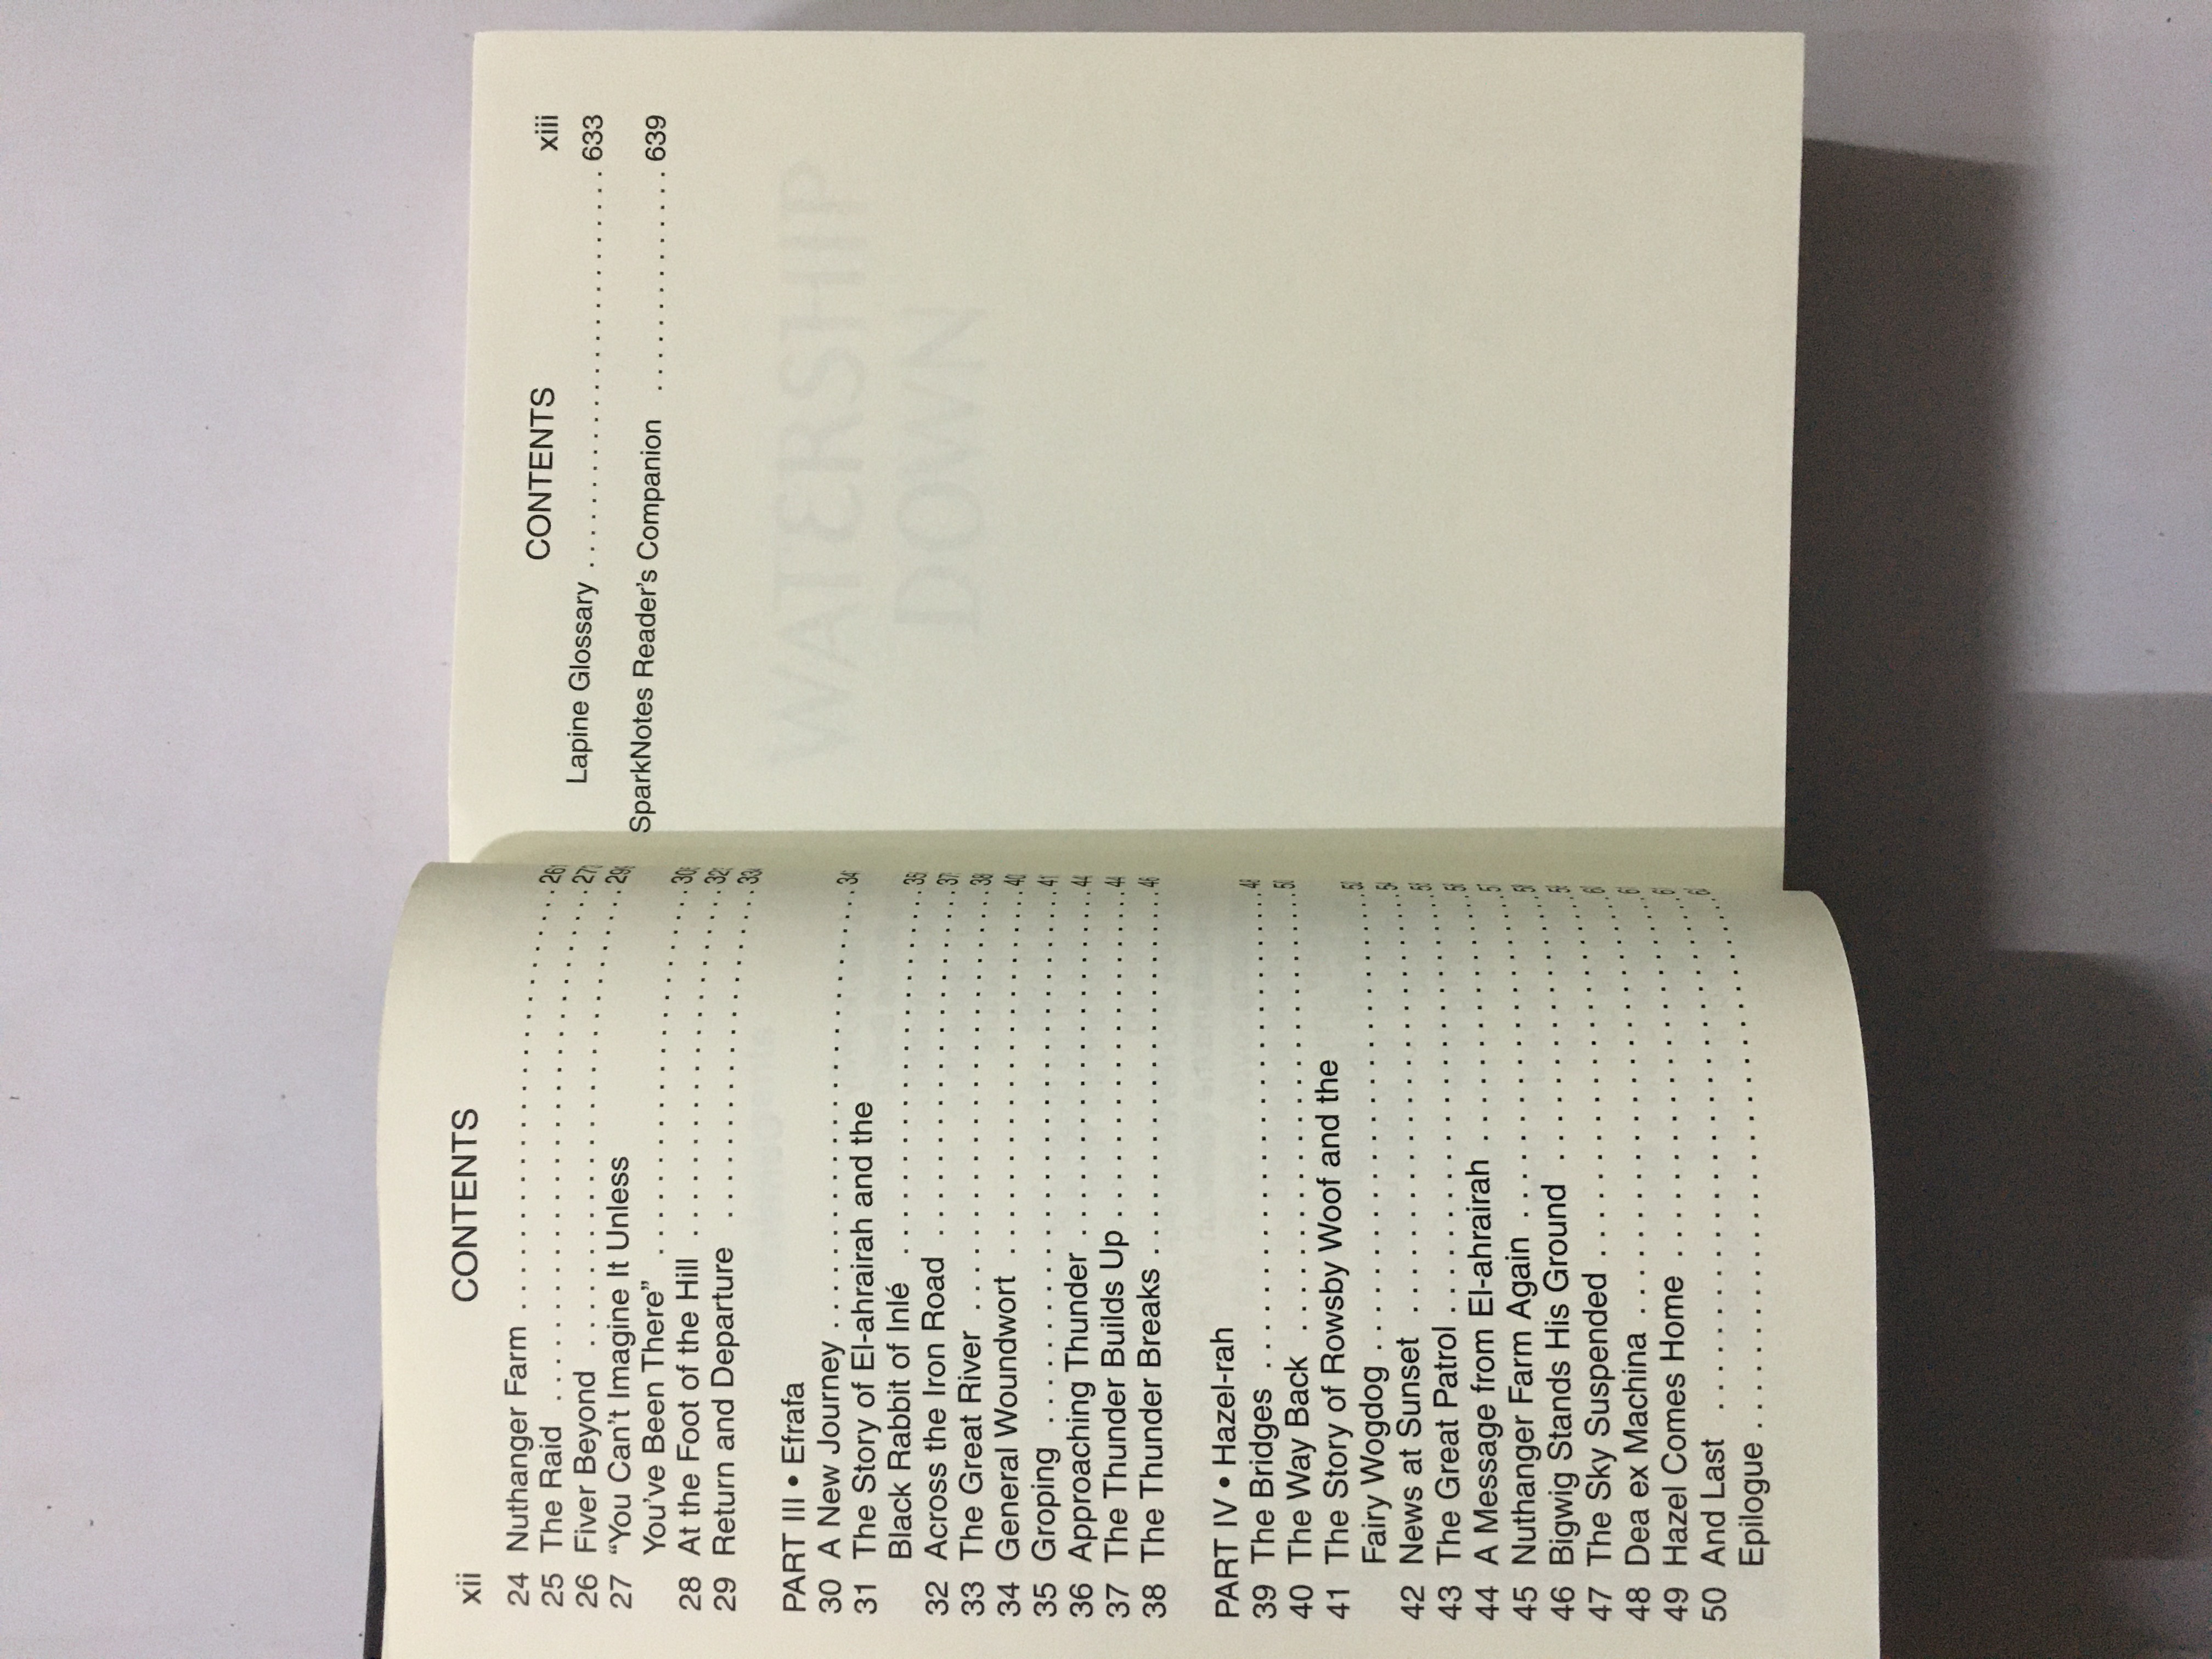 xii
CONTENTS
24 Nuthanger Farm
25 The Raid
26 Fiver Beyond
27 “You Can’t Imagine It Unless
You’ve Been There”
28 At the Foot of the Hill
29 Return and Departure
PART III • Efrafa
30 A New Journey
31 The Story of El-ahrairah and the
Black Rabbit of Inlé
32 Across the Iron Road
33 The Great River
34 General Woundwort
35 Groping
36 Approaching Thunder
37 The Thunder Builds Up
38 The Thunder Breaks
PART IV • Hazel-rah
39 The Bridges
40 The Way Back
41 The Story of Rowsby Woof and the
Fairy Wogdog
42 News at Sunset
43 The Great Patrol
44 A Message from El-ahrairah
45 Nuthanger Farm Again
46 Bigwig Stands His Ground
47 The Sky Suspended
48 Dea ex Machina
49 Hazel Comes Home
50 And Last
Epilogue
CONTENTS
xiii
Lapine Glossary . . . . . . . . . . . . . . . . . . . . . . . . . . . 633
SparkNotes Reader’s Companion . . . . . . . . . . . . . 639
WATERSHIP
DOWN